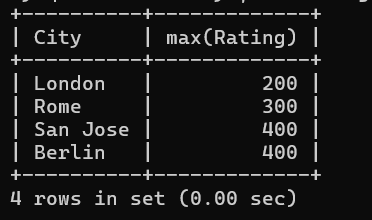 +----------+-------------+
| City     | max(Rating) |
+----------+-------------+
| London   |         200 |
| Rome     |         300 |
| San Jose |         400 |
| Berlin   |         400 |
+----------+-------------+
4 rows in set (0.00 sec)